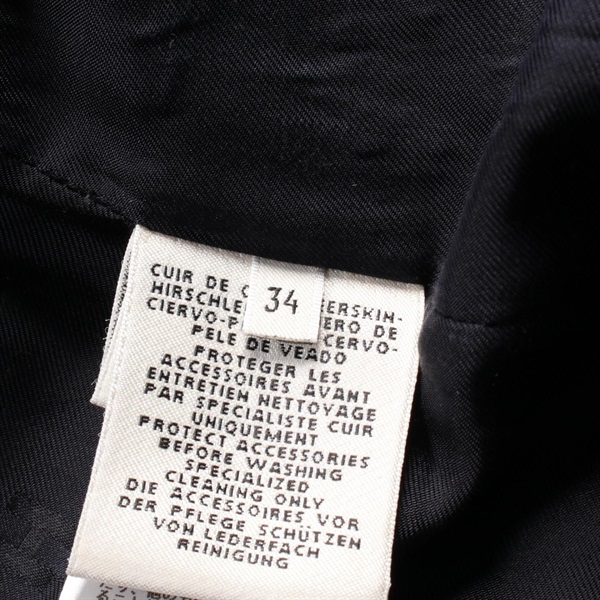 CUIR DE
34
HIRSCHLE ERSKIN-
CIERVO-P ERO DE
PELE DE CERVO-
PELE DE VEADO
PROTEGER LES
ACCESSOIRES AVANT
ENTRETIEN NETTOYAGE
PAR SPECIALISTE CUIR
UNIQUEMENT
PROTECT ACCESSORIES
BEFORE WASHING
SPECIALIZED
CLEANING ONLY
DIE ACCESSOIRES VOR
DER PFLEGE SCHÜTZEN
VON LEDERFACH
REINIGUNG